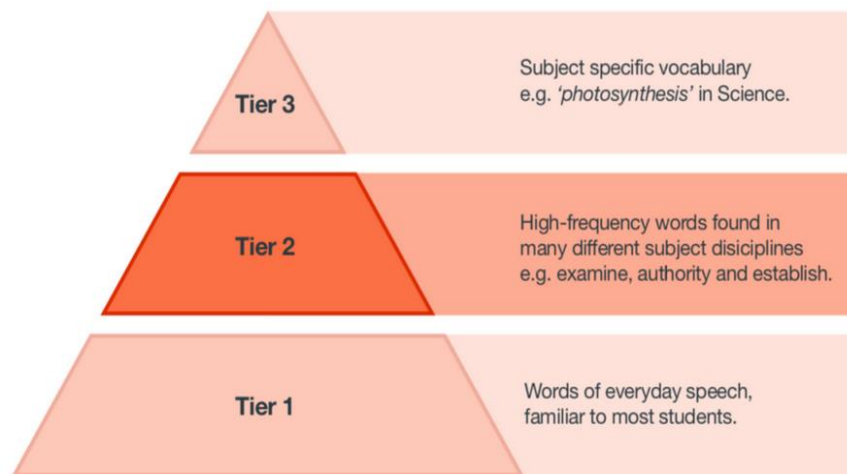 Tier 3
Subject specific vocabulary
e.g. ‘photosynthesis’ in Science.
Tier 2
High-frequency words found in
many different subject disiciplines
e.g. examine, authority and establish.
Tier 1
Words of everyday speech,
familiar to most students.